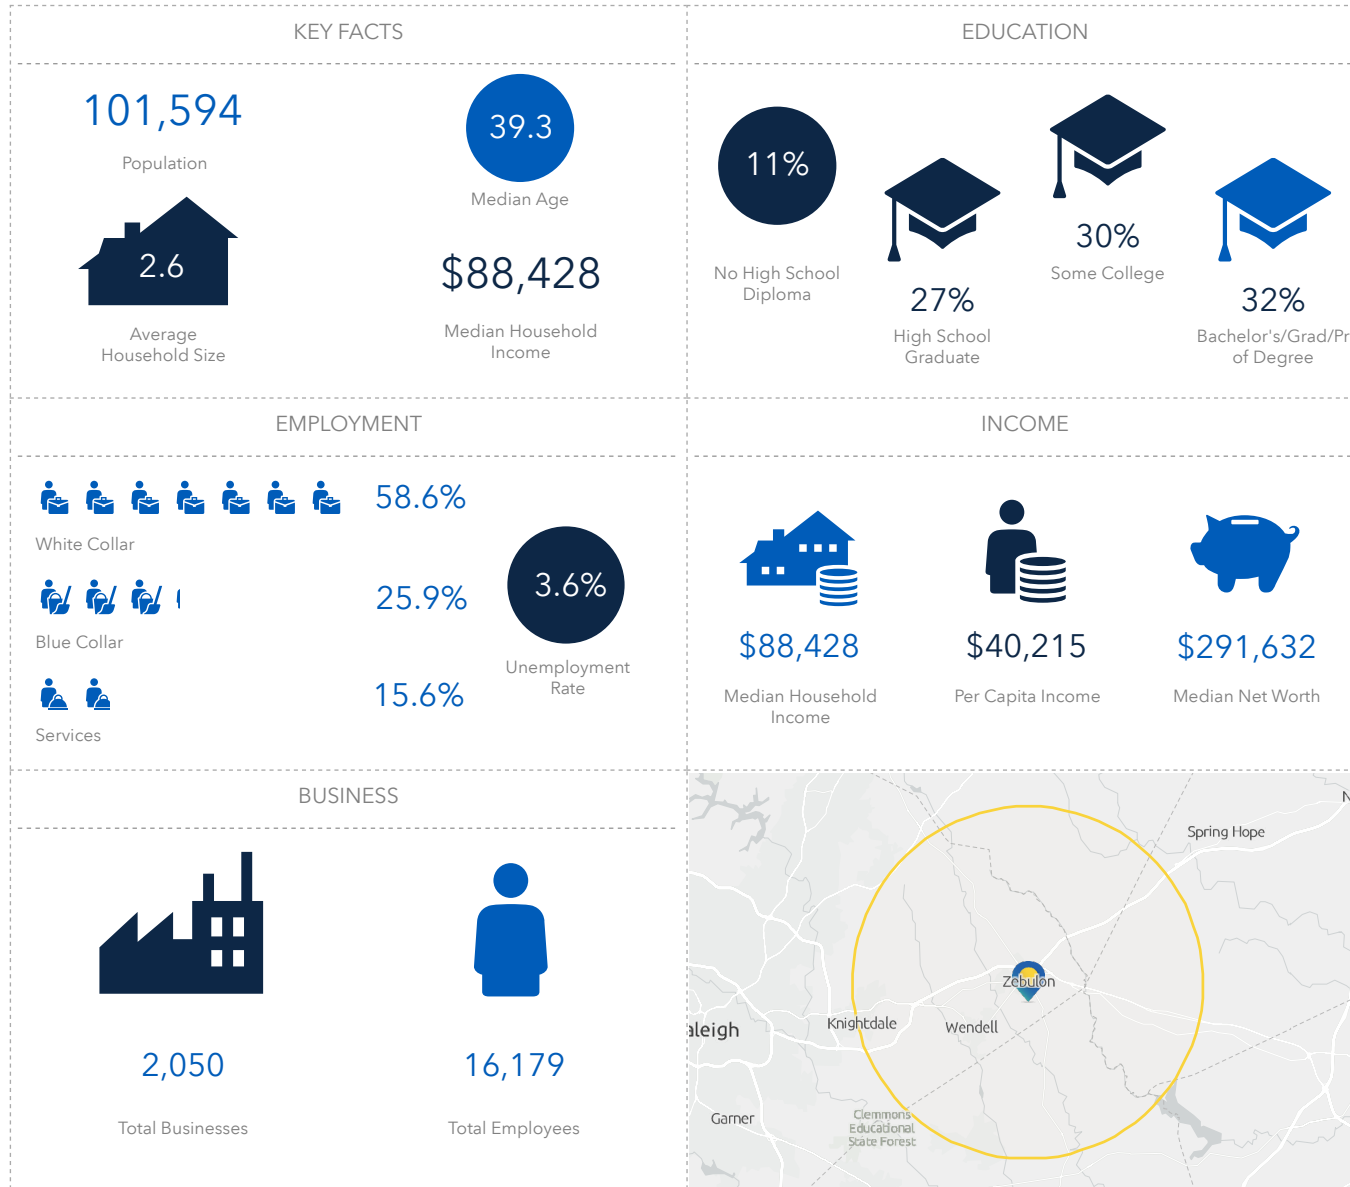 KEY FACTS
101,594
Population
39.3
Median Age
2.6
Average
Household Size
$88,428
Median Household
Income
EDUCATION
11%
No High School
Diploma
27%
High School
Graduate
30%
Some College
32%
Bachelor's/Grad/Pr
of Degree
EMPLOYMENT
58.6%
White Collar
25.9%
Blue Collar
15.6%
Services
3.6%
Unemployment
Rate
INCOME
$88,428
Median Household
Income
$40,215
Per Capita Income
$291,632
Median Net Worth
BUSINESS
2,050
Total Businesses
16,179
Total Employees
N
Spring Hope
Zebulon
Knightdale
Wendell
aleigh
Garner
Clemmons
Educational
State Forest